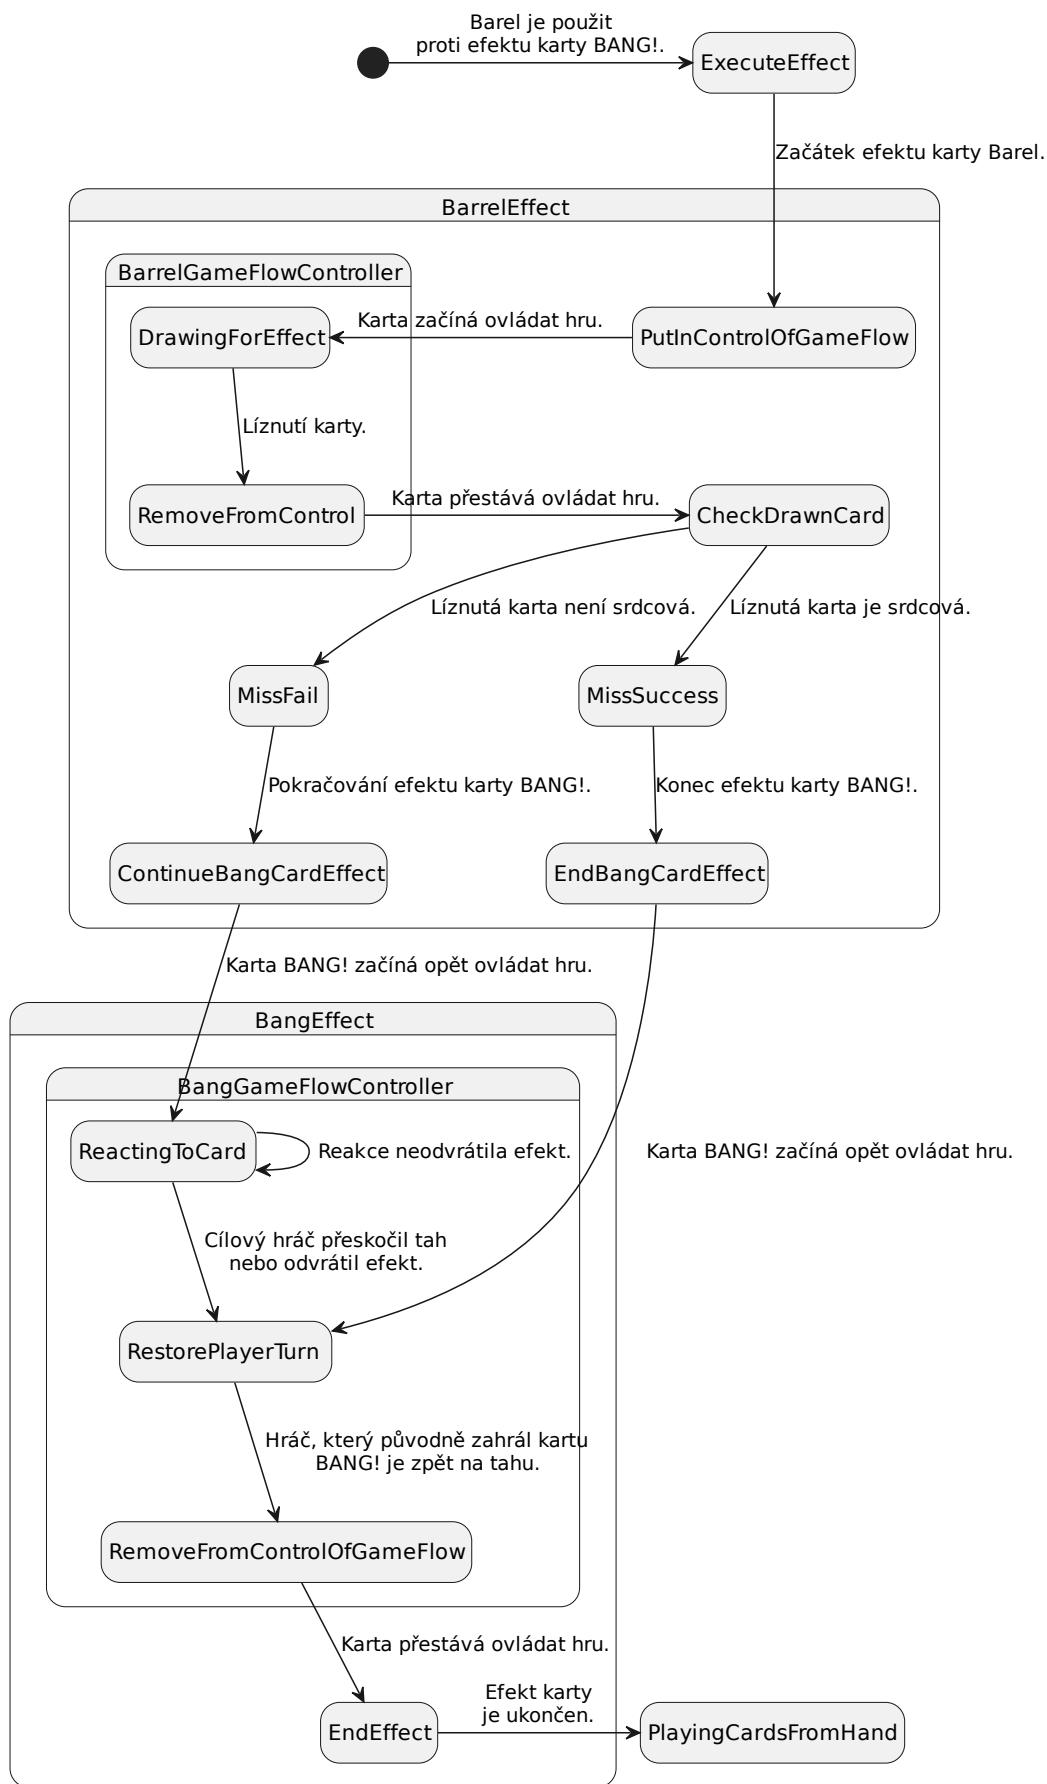 Barel je použit
proti efektu karty BANG!.
ExecuteEffect
Začátek efektu karty Barel.
BarrelEffect
BarrelGameFlowController
DrawingForEffect
Karta začíná ovládat hru.
PutInControlOfGameFlow
Líznutí karty.
RemoveFromControl
Karta přestává ovládat hru.
CheckDrawnCard
Líznutá karta není srdcová.
Líznutá karta je srdcová.
MissFail
MissSuccess
Pokračování efektu karty BANG!.
Konec efektu karty BANG!.
ContinueBangCardEffect
EndBangCardEffect
Karta BANG! začíná opět ovládat hru.
BangEffect
BangGameFlowController
ReactingToCard
Reakce neodvrátila efekt.
Karta BANG! začíná opět ovládat hru.
Cílový hráč přeskočil tah
nebo odvrátil efekt.
RestorePlayerTurn
Hráč, který původně zahrál kartu
BANG! je zpět na tahu.
RemoveFromControlOfGameFlow
Karta přestává ovládat hru.
Efekt karty
je ukončen.
EndEffect
PlayingCardsFromHand